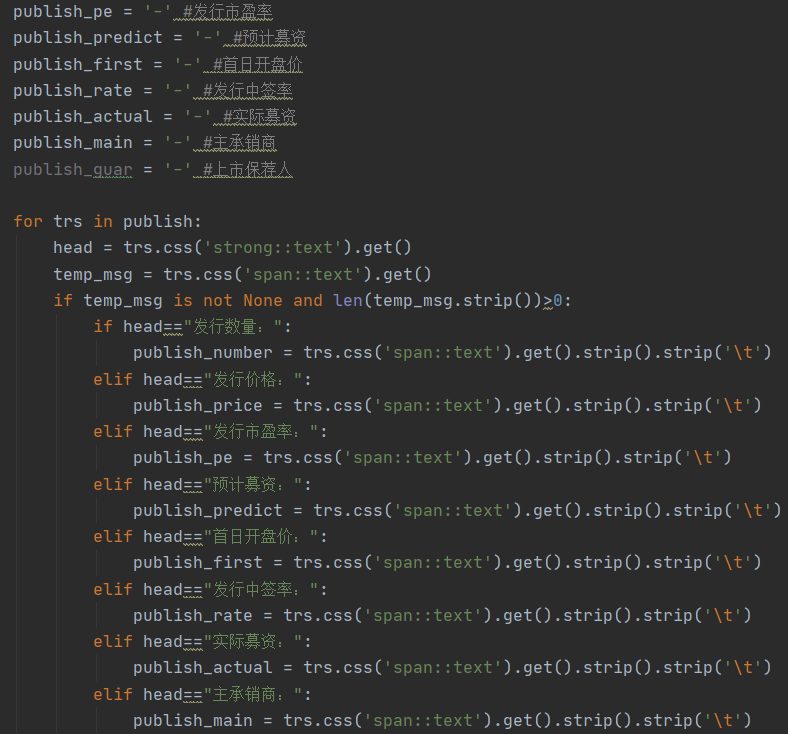 publish_pe = '-' #发行市盈率
publish_predict = '-' #预计募资
publish_first = '-' #首日开盘价
publish_rate = '-' #发行中签率
publish_actual = '-' #实际募资
publish_main = '-' #主承销商
publish_quar = '-' #上市保荐人
for trs in publish:
head = trs.css('strong::text').get()
temp_msg = trs.css('span::text').get()
if temp_msg is not None and len(temp_msg.strip())>0:
if head=="发行数量：":
publish_number = trs.css('span::text').get().strip().strip('\t')
elif head=="发行价格：":
publish_price = trs.css('span::text').get().strip().strip('\t')
elif head=="发行市盈率：":
publish_pe = trs.css('span::text').get().strip().strip('\t')
elif head=="预计募资：":
publish_predict = trs.css('span::text').get().strip().strip('\t')
elif head=="首日开盘价：":
publish_first = trs.css('span::text').get().strip().strip('\t')
elif head=="发行中签率：":
publish_rate = trs.css('span::text').get().strip().strip('\t')
elif head=="实际募资：":
publish_actual = trs.css('span::text').get().strip().strip('\t')
elif head=="主承销商：":
publish_main = trs.css('span::text').get().strip().strip('\t')